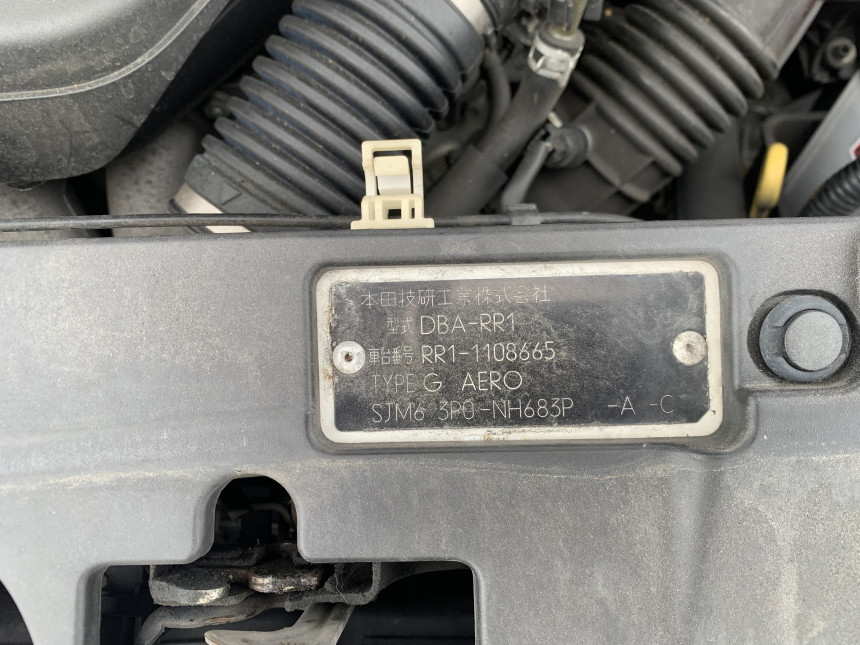 本田技研工業株式会社
型式 DBA-RR1
車台番号 RR1-1108665
TYPE G AERO
SJM6 3P0-NH683P -A -C